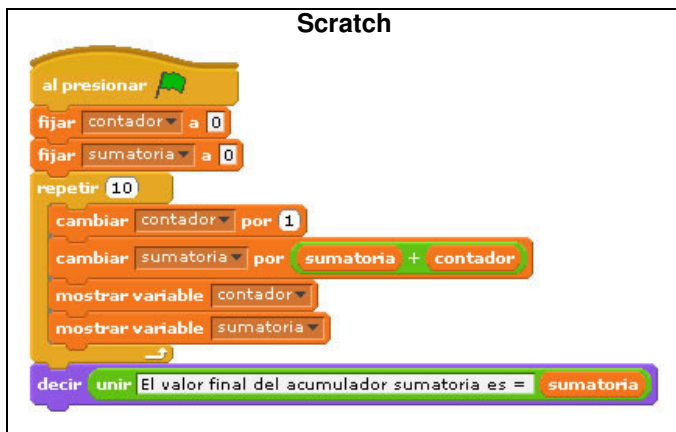 Scratch
al presionar
fijar contador a 0
fijar sumatoria a 0
repetir 10
cambiar contador por 1
cambiar sumatoria por sumatoria + contador
mostrar variable contador
mostrar variable sumatoria
decir unir El valor final del acumulador sumatoria es = sumatoria